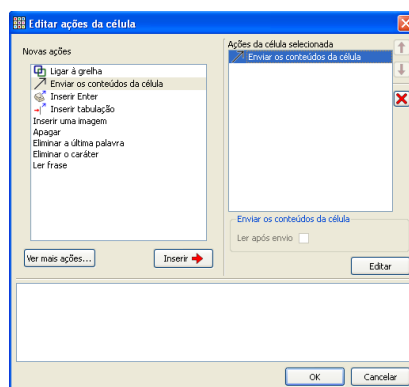 Editar ações da célula
Novas ações
Ligar à grelha
Enviar os conteúdos da célula
Inserir Enter
Inserir tabulação
Inserir uma imagem
Apagar
Eliminar a última palavra
Eliminar o caráter
Ler frase
Ver mais ações...
Inserir
Ações da célula selecionada
Enviar os conteúdos da célula
Enviar os conteúdos da célula
Ler após envio
Editar
OK
Cancelar